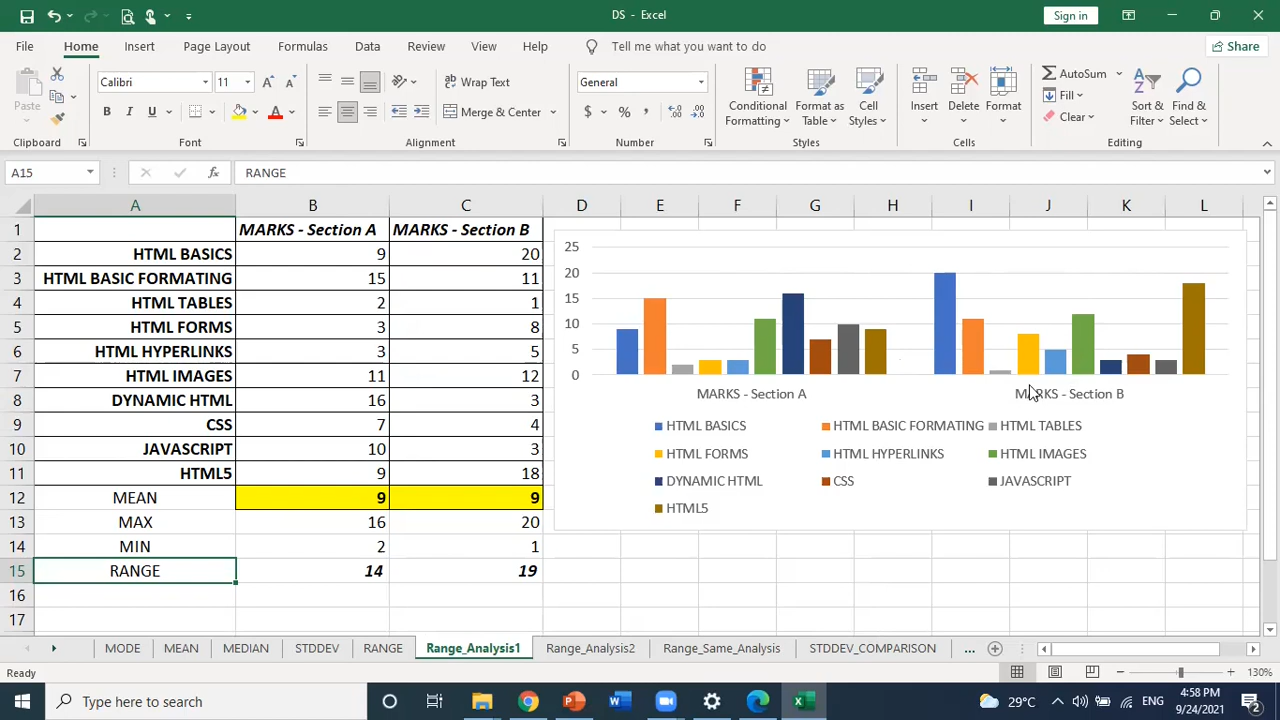 DS - Excel
Sign in
File Home Insert Page Layout Formulas Data Review View Help Tell me what you want to do Share
Paste
Calibri 11
B I U A
Wrap Text
Merge & Center
General
$ %
Conditional Formatting
Format as Table
Cell Styles
Insert Delete Format
AutoSum
Fill
Clear
Sort & Filter
Find & Select
Clipboard Font Alignment Number Styles Cells Editing
A15 fx RANGE
A B C D E F G H I J K L
1 MARKS - Section A MARKS - Section B
2 HTML BASICS 9 20
3 HTML BASIC FORMATING 15 11
4 HTML TABLES 2 1
5 HTML FORMS 3 8
6 HTML HYPERLINKS 3 5
7 HTML IMAGES 11 12
8 DYNAMIC HTML 16 3
9 CSS 7 4
10 JAVASCRIPT 10 3
11 HTML5 9 18
12 MEAN 9 9
13 MAX 16 20
14 MIN 2 1
15 RANGE 14 19
16
17
25
20
15
10
5
0
MARKS - Section A MARKS - Section B
HTML BASICS HTML BASIC FORMATING HTML TABLES
HTML FORMS HTML HYPERLINKS HTML IMAGES
DYNAMIC HTML CSS JAVASCRIPT
HTML5
MODE MEAN MEDIAN STDDEV RANGE Range_Analysis1 Range_Analysis2 Range_Same_Analysis STDDEV_COMPARISON ...
Ready 130%
Type here to search
29°C ENG
4:58 PM
9/24/2021
2